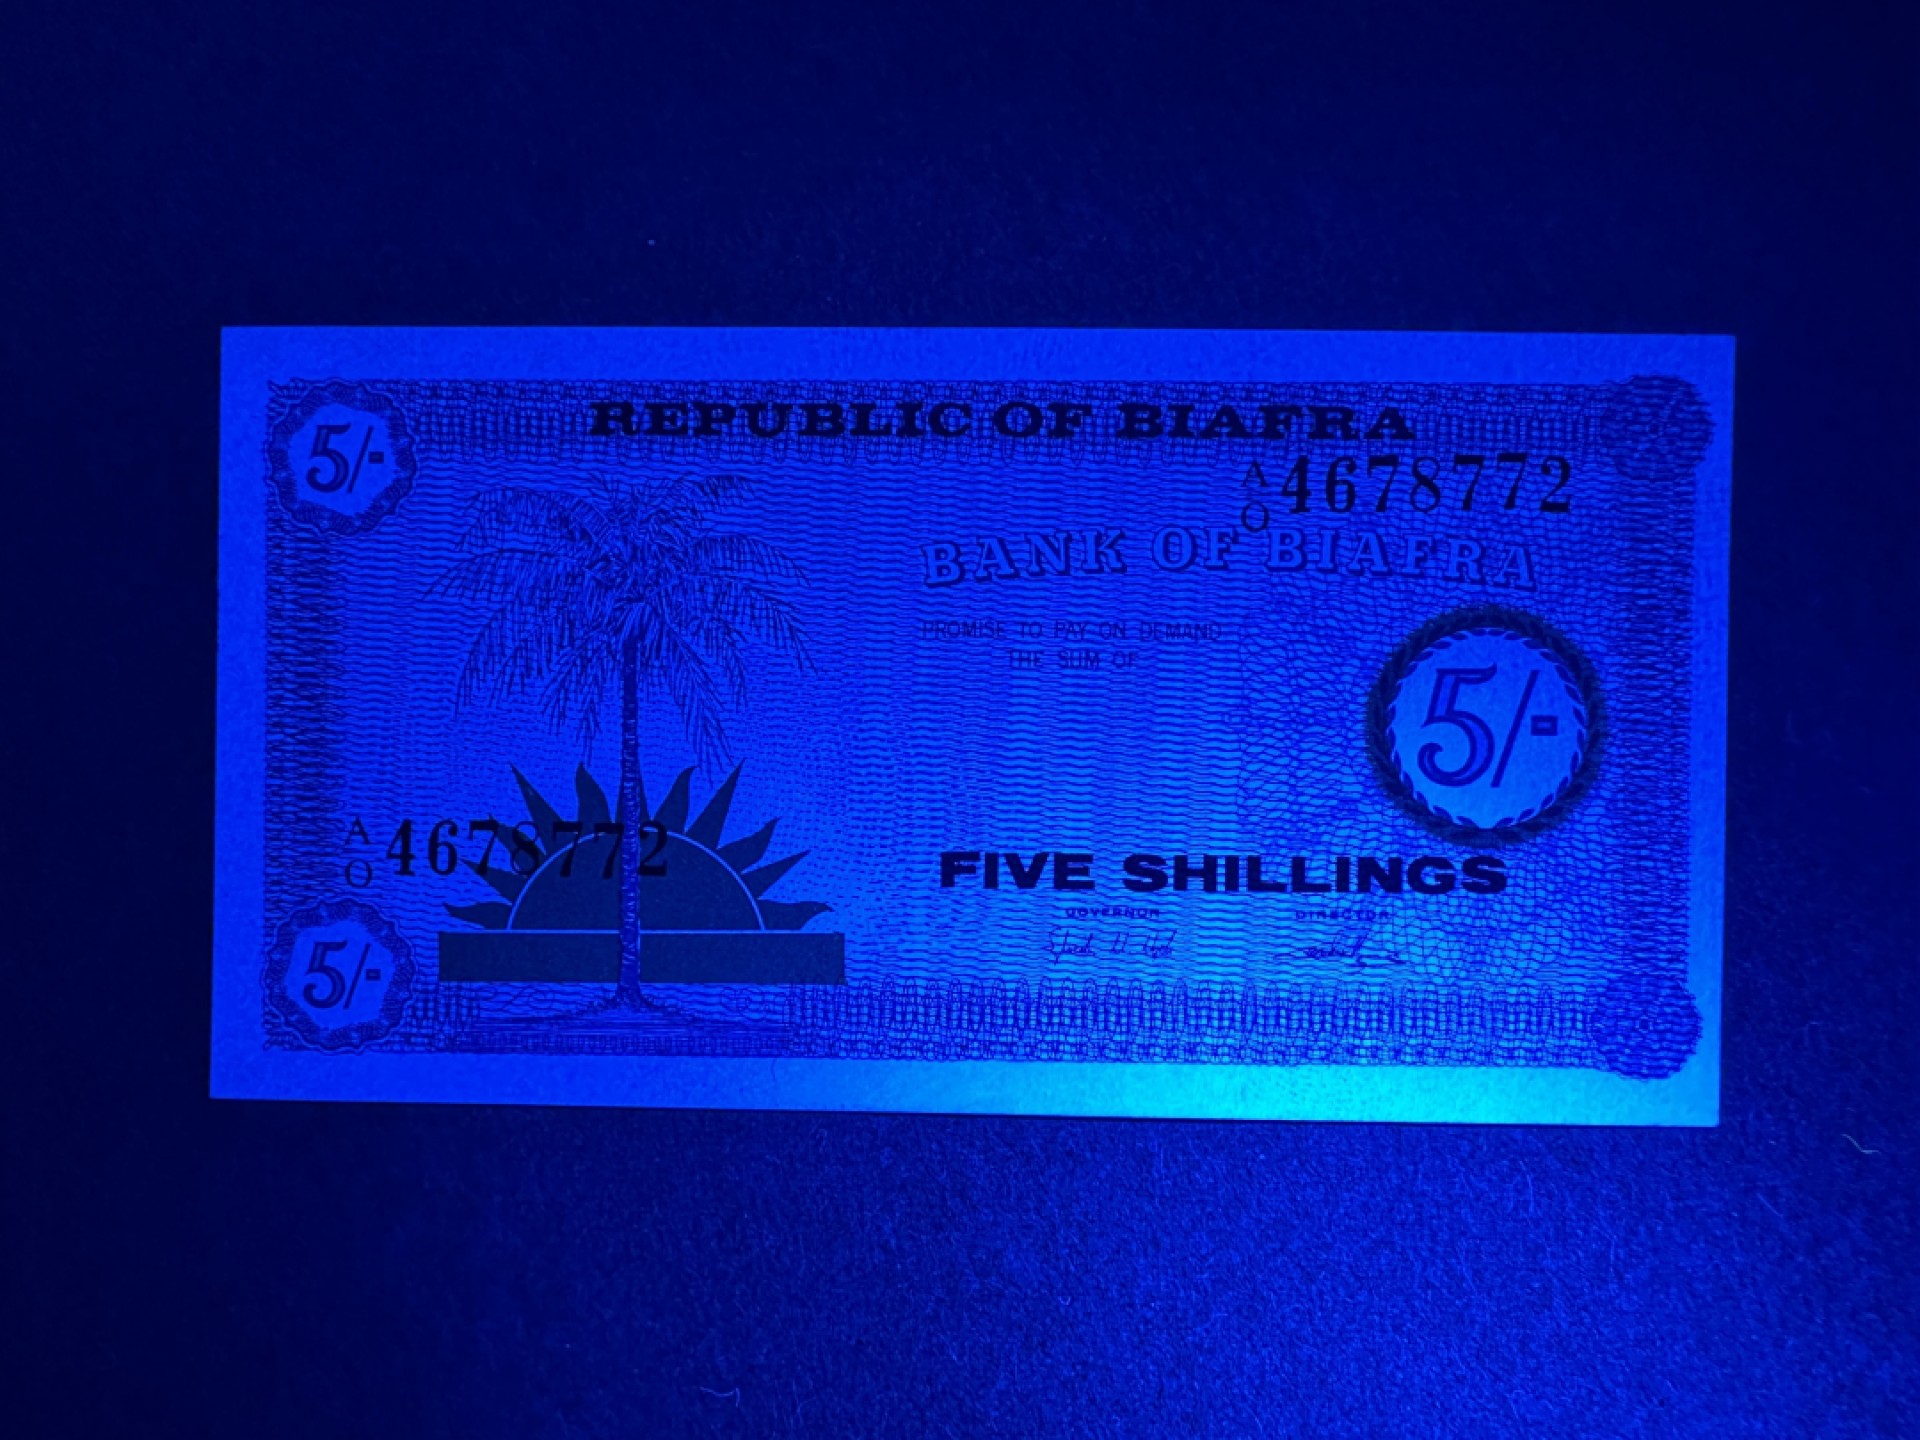 REPUBLIC OF BIAFRA
5/-
A/O 4678772
BANK OF BIAFRA
PROMISE TO PAY ON DEMAND
THE SUM OF
5/-
A/O 4678772
FIVE SHILLINGS
GOVERNOR DIRECTOR
5/-